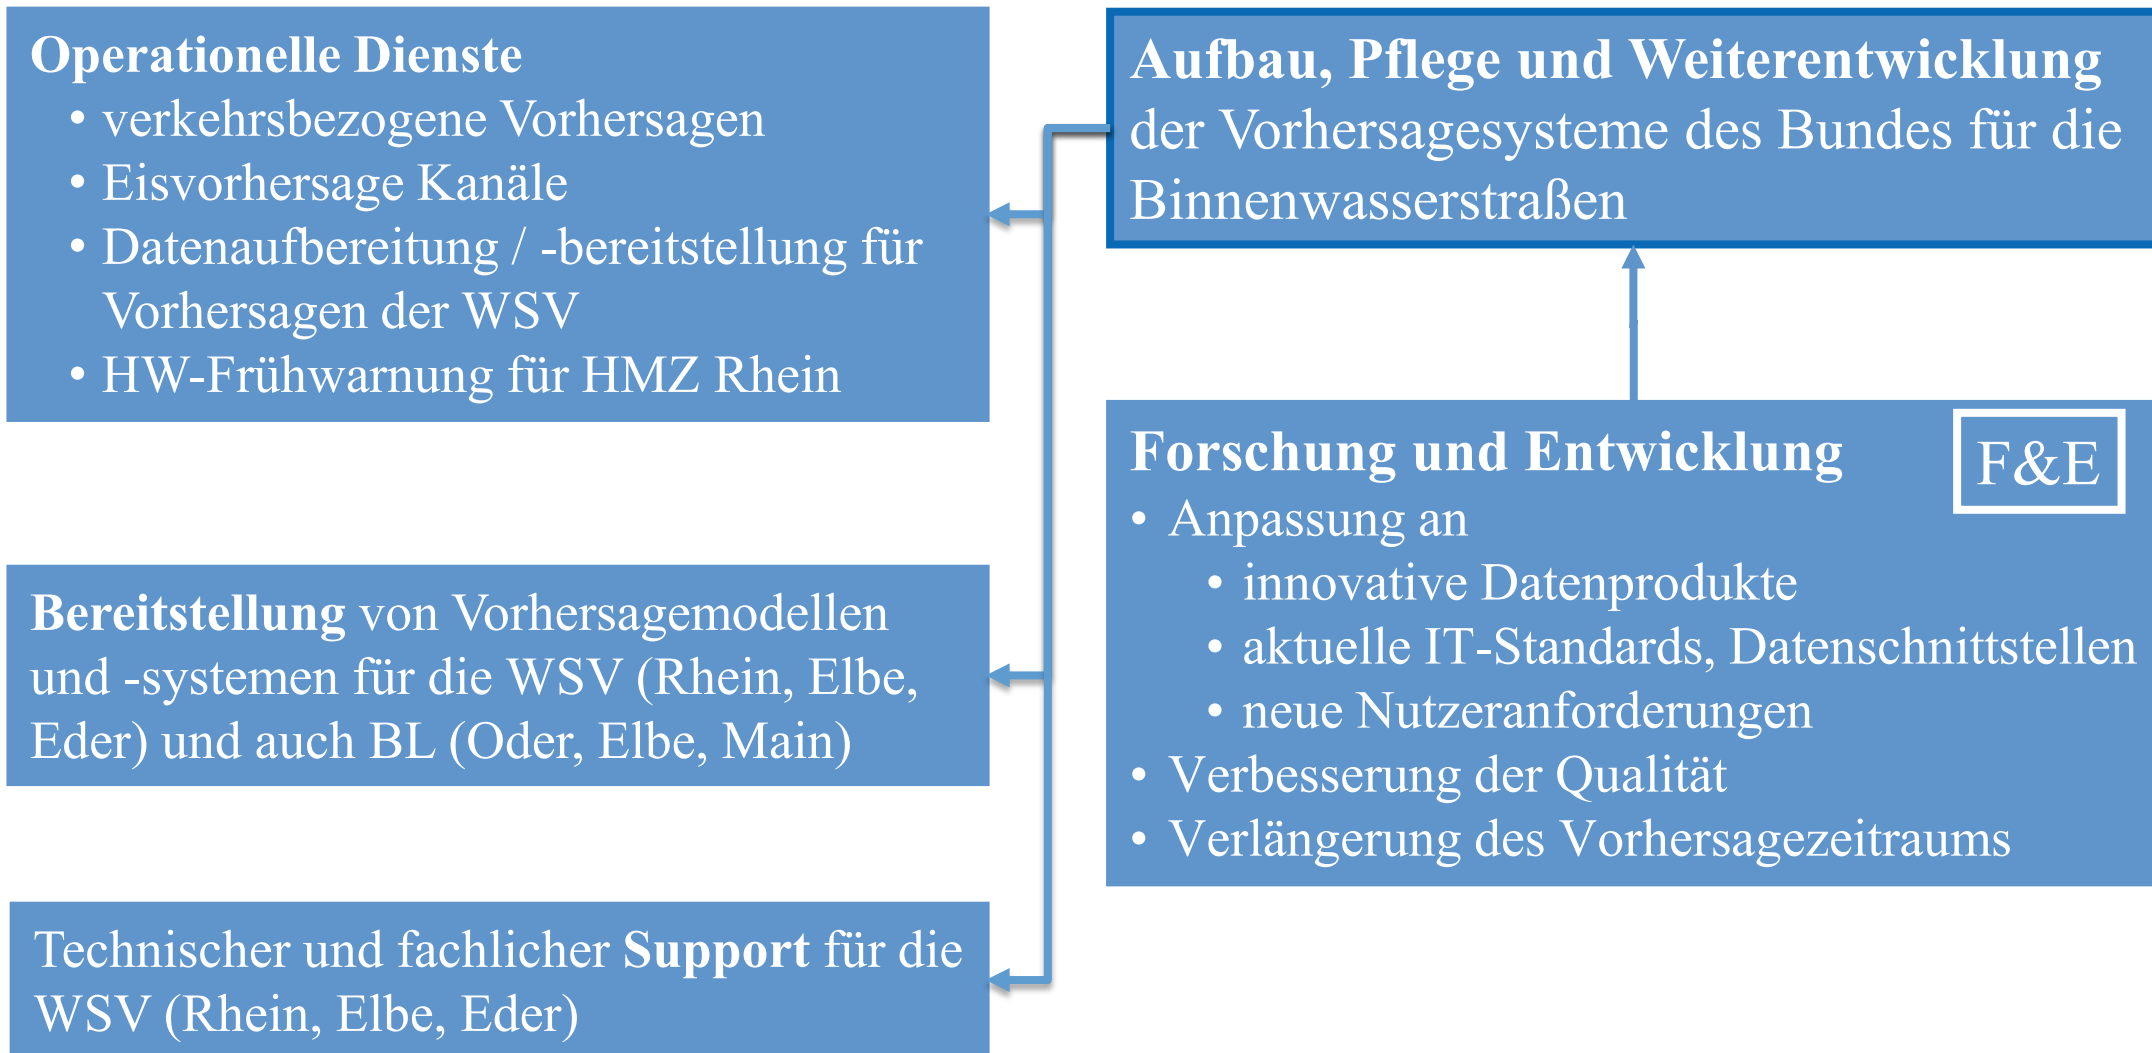 Operationelle Dienste
• verkehrsbezogene Vorhersagen
• Eisvorhersage Kanäle
• Datenaufbereitung / -bereitstellung für
Vorhersagen der WSV
• HW-Frühwarnung für HMZ Rhein
Bereitstellung von Vorhersagemodellen
und -systemen für die WSV (Rhein, Elbe,
Eder) und auch BL (Oder, Elbe, Main)
Technischer und fachlicher Support für die
WSV (Rhein, Elbe, Eder)
Aufbau, Pflege und Weiterentwicklung
der Vorhersagesysteme des Bundes für die
Binnenwasserstraßen
Forschung und Entwicklung
F&E
• Anpassung an
• innovative Datenprodukte
• aktuelle IT-Standards, Datenschnittstellen
• neue Nutzeranforderungen
• Verbesserung der Qualität
• Verlängerung des Vorhersagezeitraums